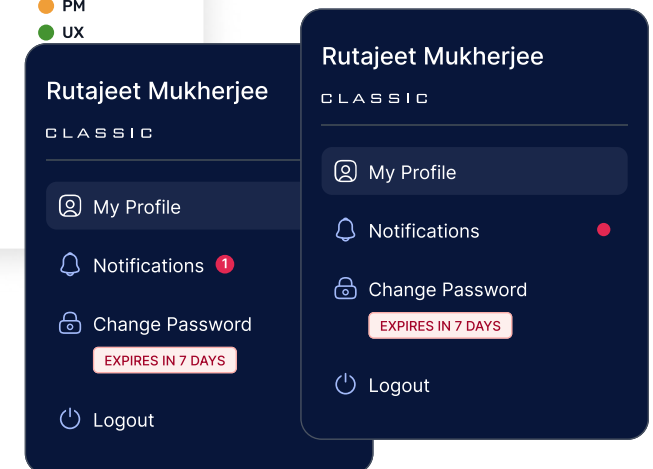 PM
UX
Rutajeet Mukherjee
CLASSIC
My Profile
Notifications 1
Change Password
EXPIRES IN 7 DAYS
Logout
Rutajeet Mukherjee
CLASSIC
My Profile
Notifications
Change Password
EXPIRES IN 7 DAYS
Logout